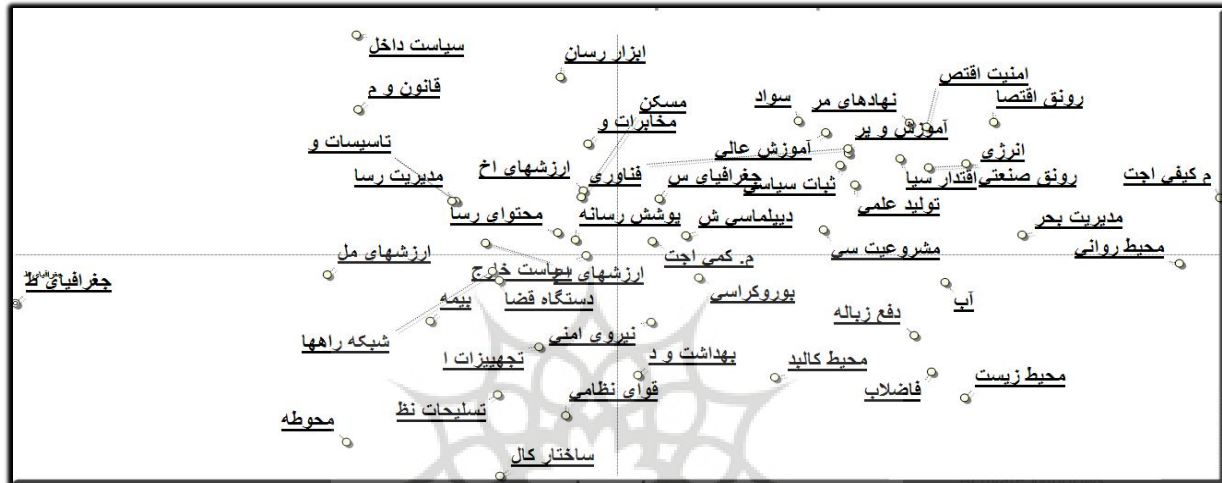 سیاست داخل
ابزار رسان
قانون و م
مسکن
مخابرات و
سواد
نهادهای مر
امنیت اقتص
رونق اقتصا
تاسیسات و
آموزش عالی
آموزش و پر
انرژی
مدیریت رسا
ارزشهای اخ
فناوری
جغرافیای س
ثبات سیاسی
اقتدار سیا
رونق صنعتی
م کیفی اجت
تولید علمی
محتوای رسا
پوشش رسانه
دیپلماسی ش
مدیریت بحر
مشروعیت سی
محیط روانی
م. کمی اجت
ارزشهای مل
سیاست خارج
جغرافیای ط
دستگاه قضا
بوروکراسی
آب
بیمه
دفع زباله
شبکه راهها
نیروی امنی
تجهییزات ا
بهداشت و د
محیط کالبد
فاضلاب
محیط زیست
قوای نظامی
تسلیحات نظ
محوطه
ساختار کال